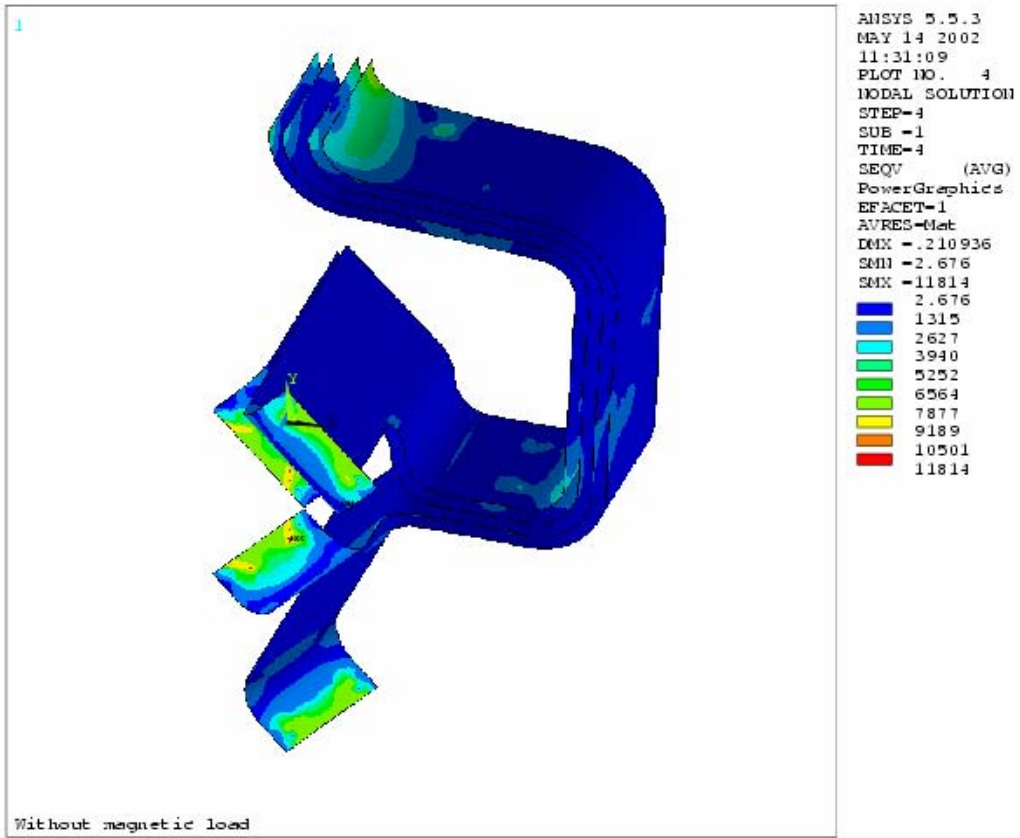 1
ANSYS 5.5.3
MAY 14 2002
11:31:09
PLOT NO. 4
NODAL SOLUTION
STEP=4
SUB =1
TIME=4
SEQV (AVG)
PowerGraphics
EFACET=1
AVRES=Mat
DMX =.210936
SMN =2.676
SMX =11814
2.676
1315
2627
3940
5252
6564
7877
9189
10501
11814
Y
Without magnetic load